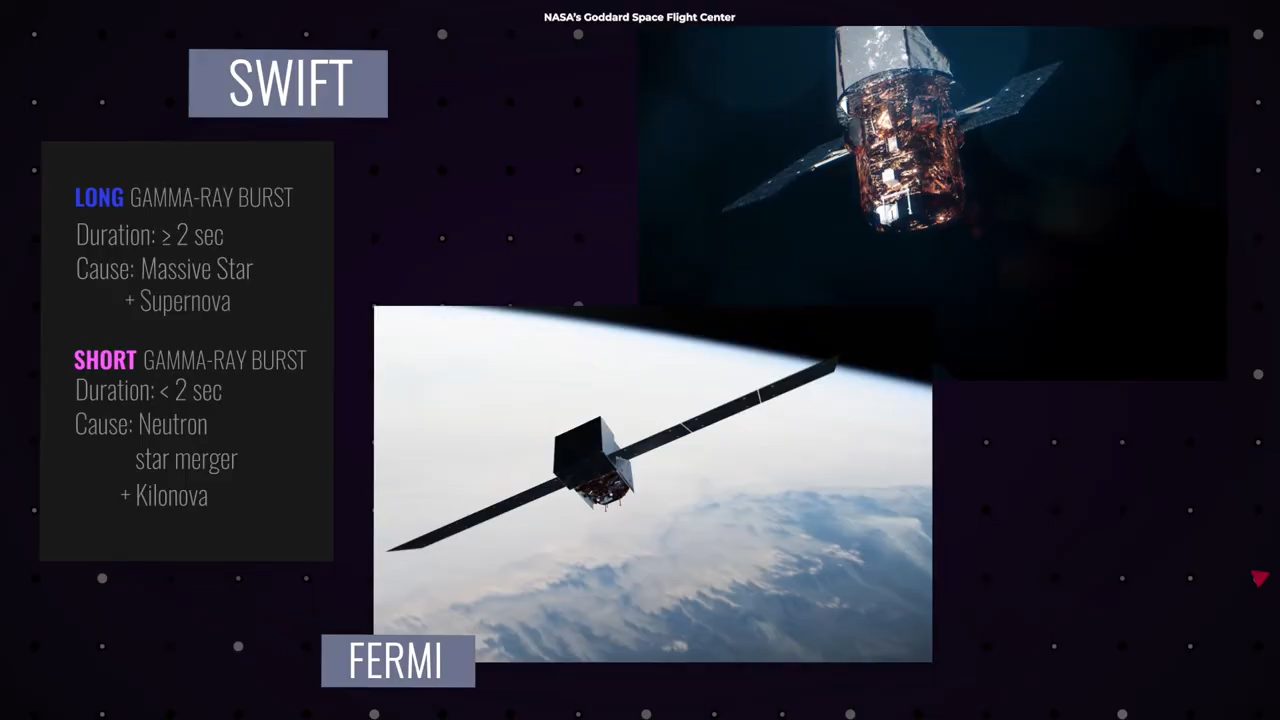 NASA's Goddard Space Flight Center
SWIFT
LONG GAMMA-RAY BURST
Duration: ≥ 2 sec
Cause: Massive Star
+ Supernova
SHORT GAMMA-RAY BURST
Duration: < 2 sec
Cause: Neutron
star merger
+ Kilonova
FERMI